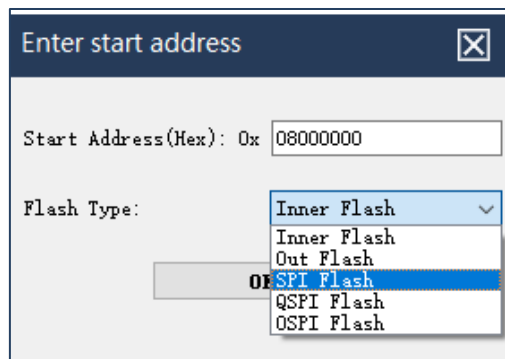 Enter start address
Start Address(Hex): 0x 08000000
Flash Type: Inner Flash
Inner Flash
Out Flash
SPI Flash
QSPI Flash
OSPI Flash